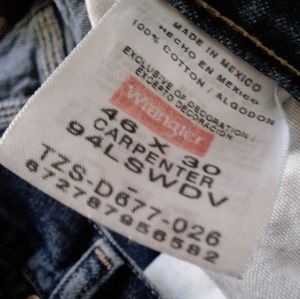 MADE IN MEXICO
HECHO EN MEXICO
100% COTTON / ALGODON
EXCLUSIVE OF DECORATION/
EXCEPTO DECORACION
Wrangler
46 X 30
CARPENTER
94LSWDV
TZS-D677-026
672787956582